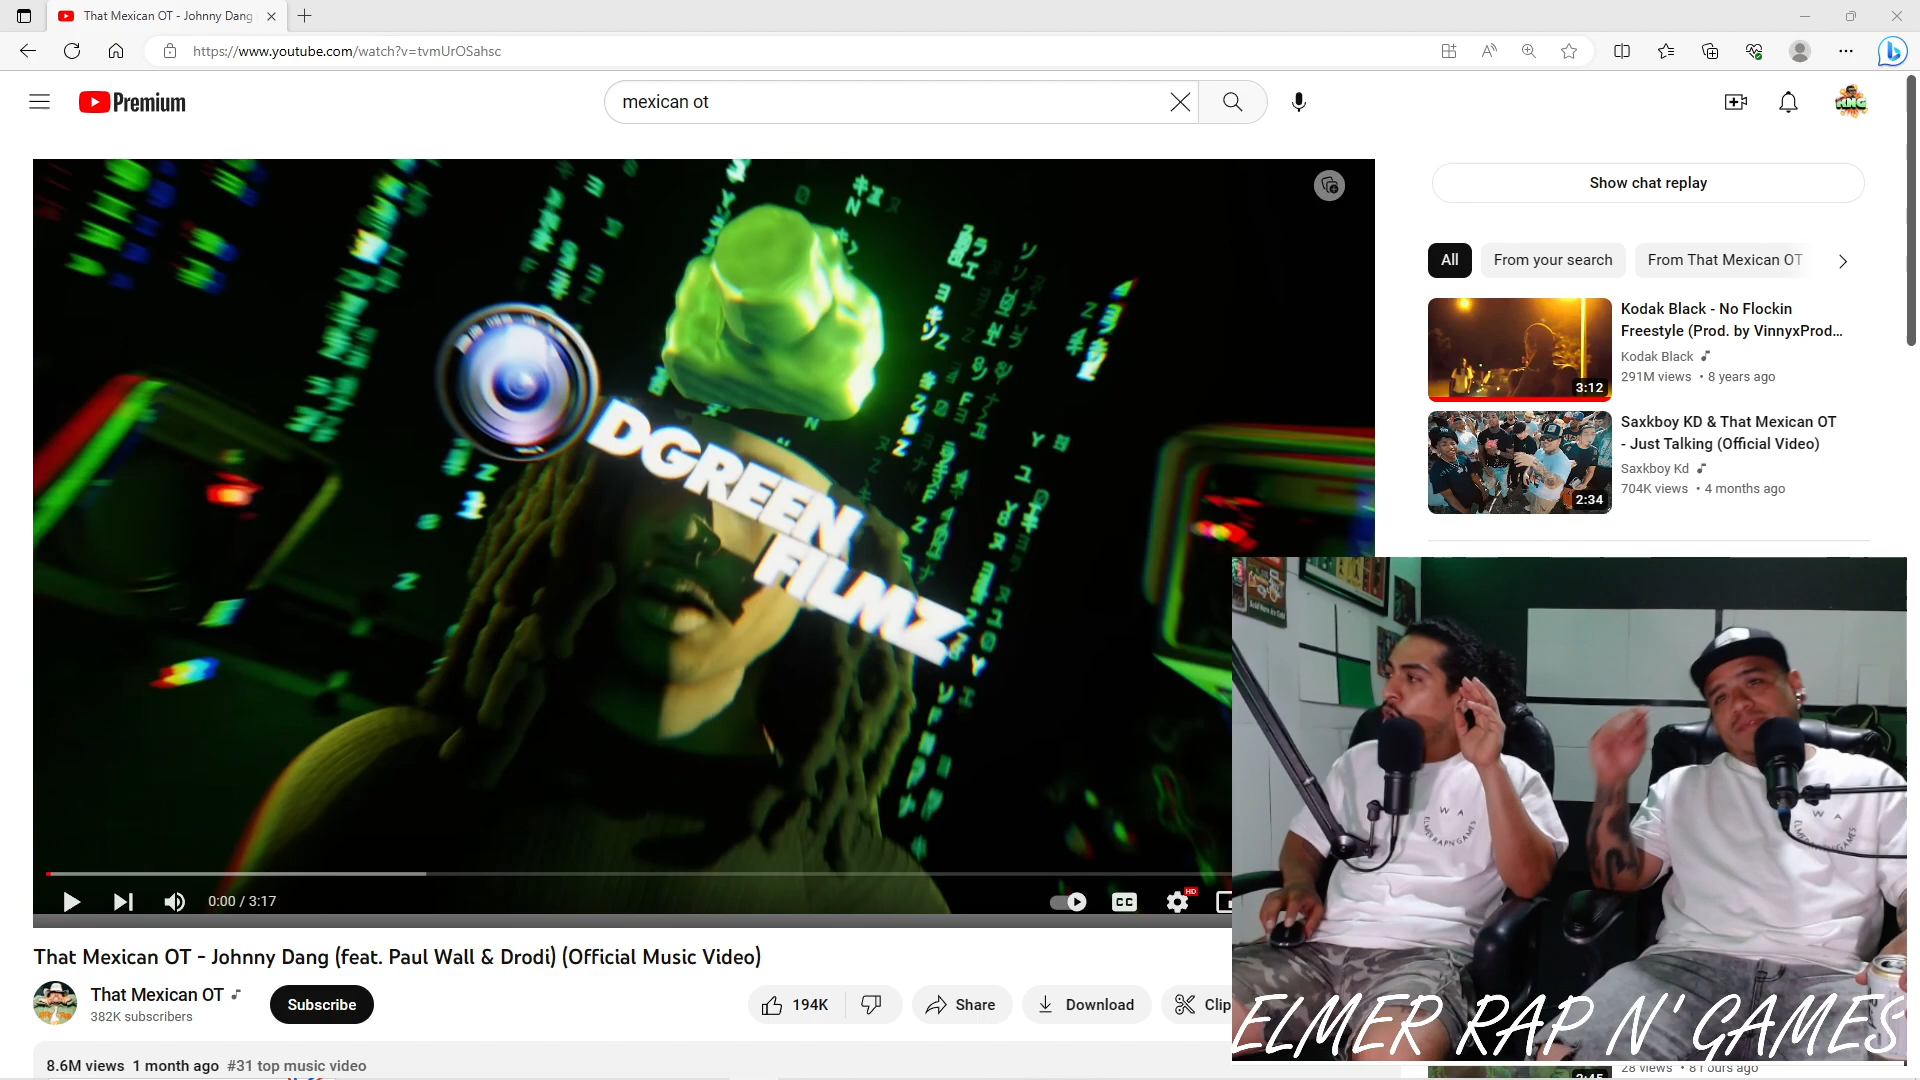 That Mexican OT - Johnny Dang
https://www.youtube.com/watch?v=tvmUrOSahsc
Premium
mexican ot
KNG
Show chat replay
All
From your search
From That Mexican OT
DGREEN
FILMZ
Kodak Black - No Flockin
Freestyle (Prod. by VinnyxProd...
Kodak Black
291M views • 8 years ago
3:12
Saxkboy KD & That Mexican OT
- Just Talking (Official Video)
Saxkboy Kd
704K views • 4 months ago
2:34
0:00 / 3:17
CC
HD
That Mexican OT - Johnny Dang (feat. Paul Wall & Drodi) (Official Music Video)
That Mexican OT
382K subscribers
Subscribe
194K
Share
Download
Clip
8.6M views 1 month ago #31 top music video
W A
ELMERRAPNGAMES
W A
ELMERRAPNGAMES
ELMER RAP N' GAMES